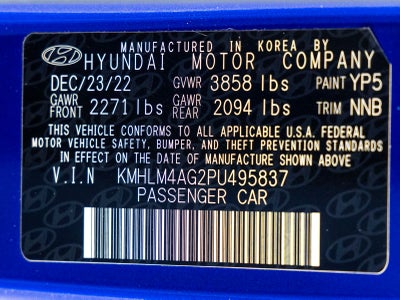 MANUFACTURED IN KOREA BY
HYUNDAI MOTOR COMPANY
DEC/23/22 GVWR 3858 lbs PAINT YP5
GAWR FRONT 2271 lbs GAWR REAR 2094 lbs TRIM NNB
THIS VEHICLE CONFORMS TO ALL APPLICABLE U.S.A. FEDERAL
MOTOR VEHICLE SAFETY, BUMPER, AND THEFT PREVENTION STANDARDS
IN EFFECT ON THE DATE OF MANUFACTURE SHOWN ABOVE.
V.I.N KMHLM4AG2PU495837
PASSENGER CAR